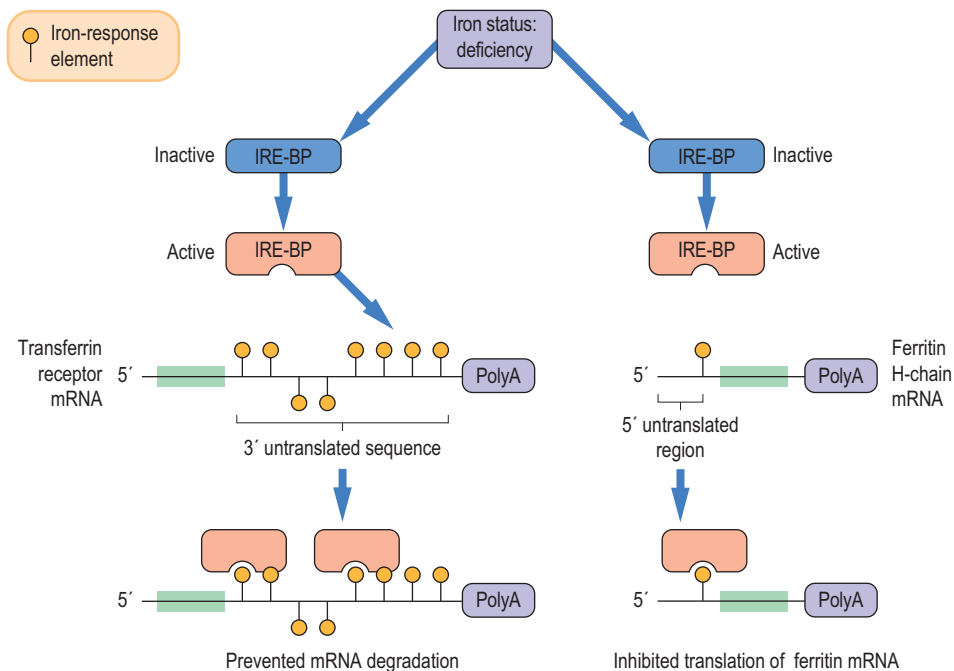 Iron-response
element
Iron status:
deficiency
Inactive
IRE-BP
IRE-BP
Inactive
Active
IRE-BP
IRE-BP
Active
Transferrin
receptor
mRNA
5´
PolyA
3´ untranslated sequence
5´
PolyA
Ferritin
H-chain
mRNA
5´ untranslated
region
5´
PolyA
5´
PolyA
Prevented mRNA degradation
Inhibited translation of ferritin mRNA